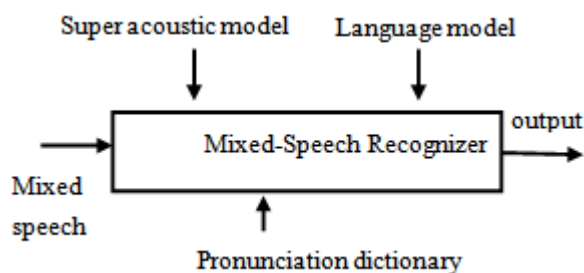 Super acoustic model
Language model
Mixed-Speech Recognizer
output
Mixed
speech
Pronunciation dictionary